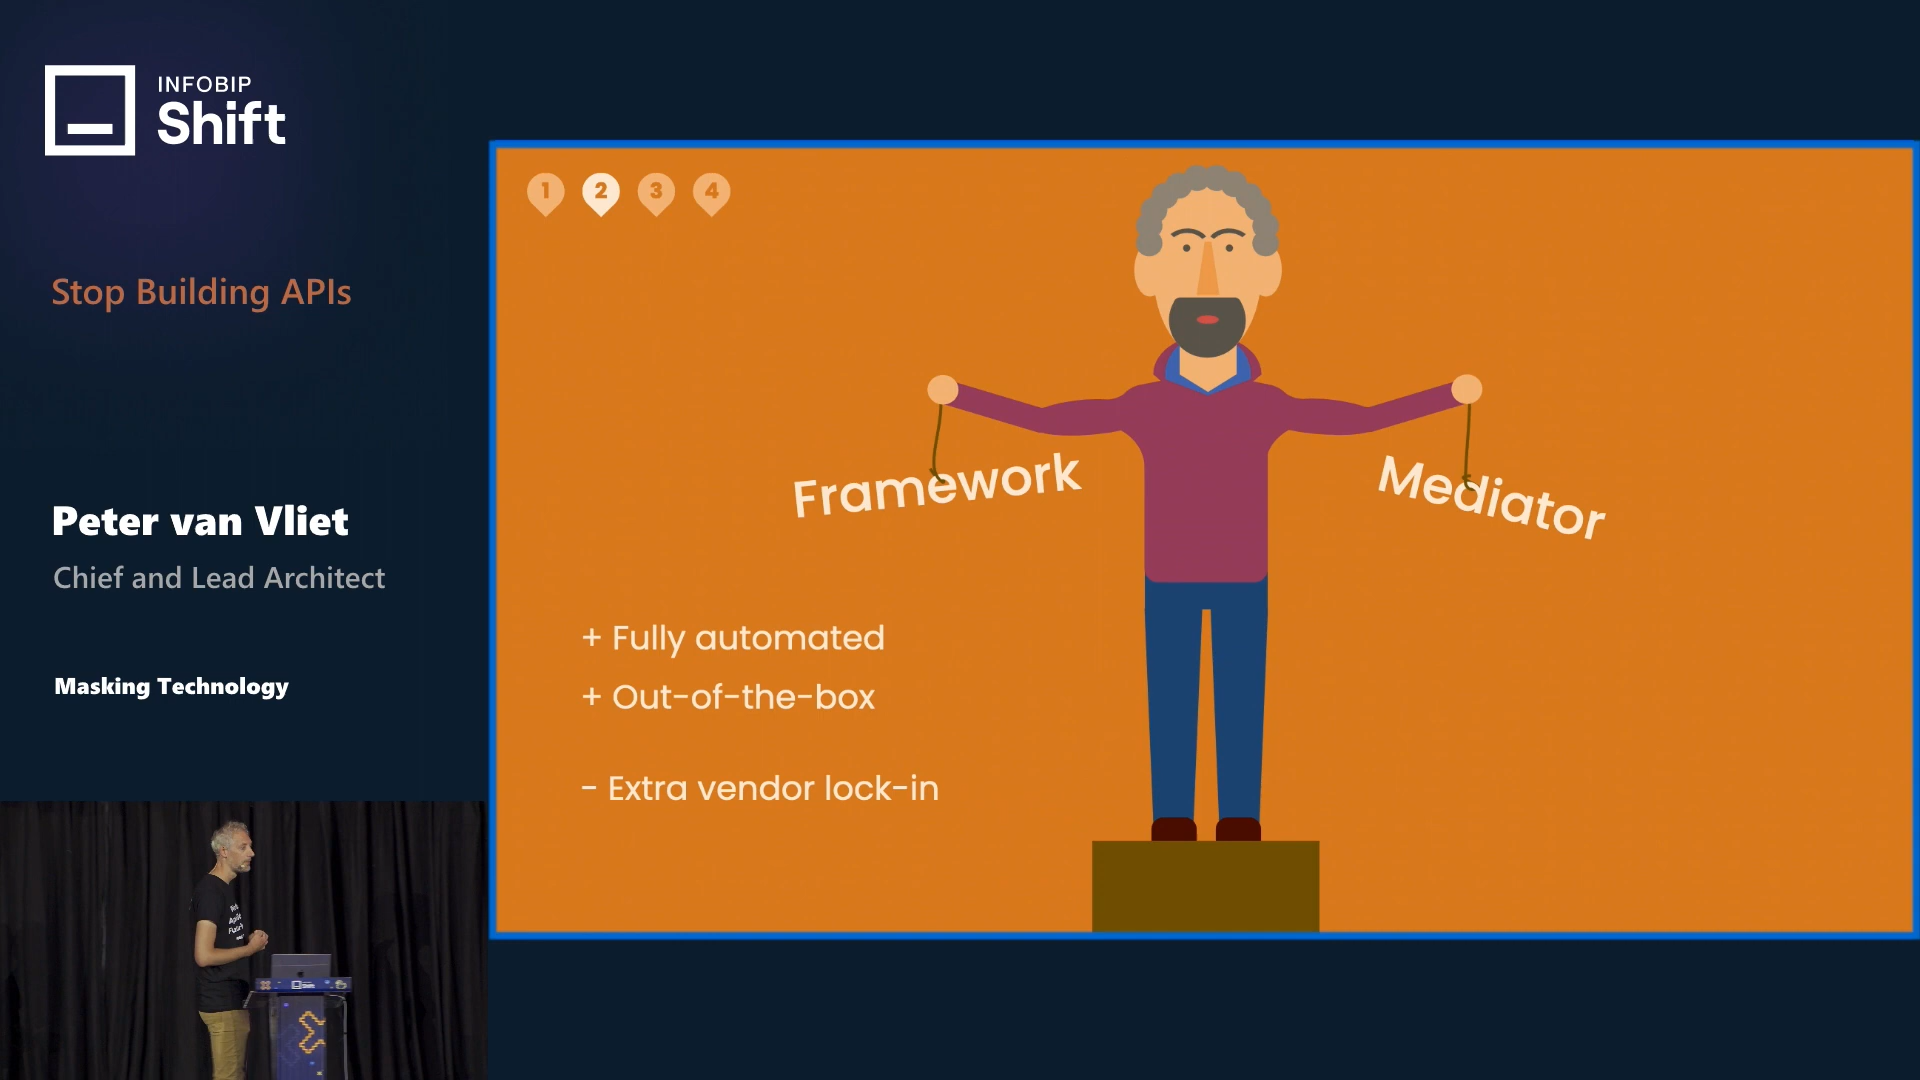 INFOBIP
Shift
Stop Building APIs
Peter van Vliet
Chief and Lead Architect
Masking Technology
1 2 3 4
Framework
Mediator
+ Fully automated
+ Out-of-the-box
- Extra vendor lock-in